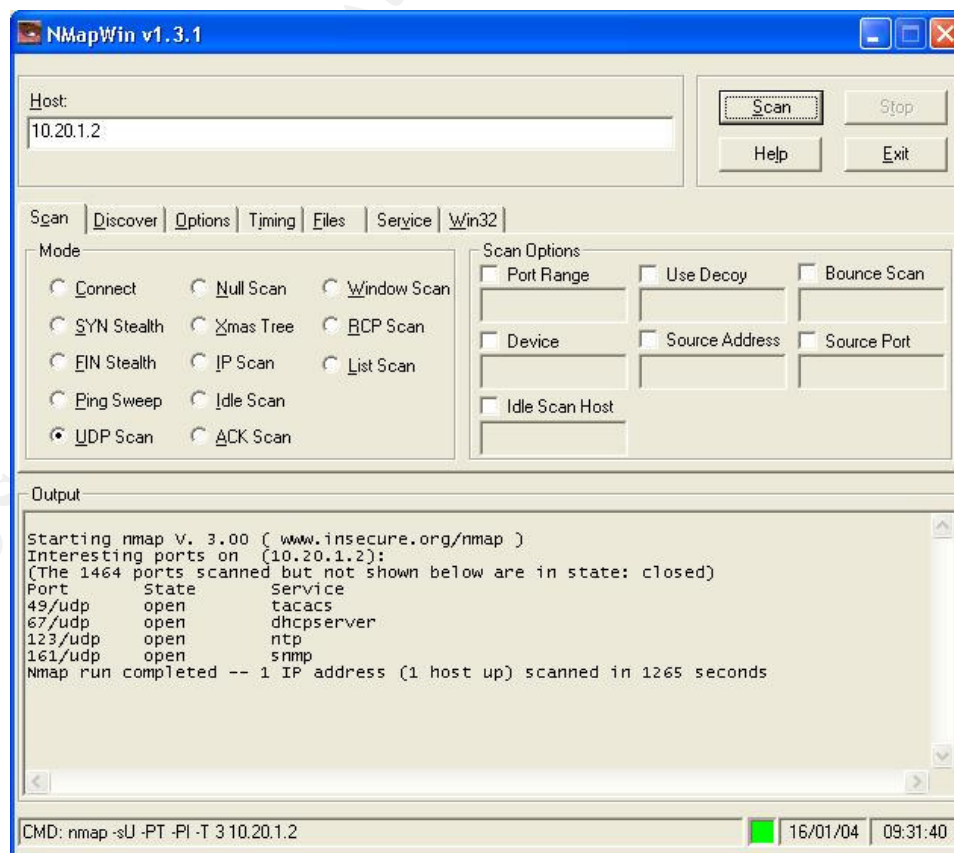 NMapWin v1.3.1
Host:
10.20.1.2
Scan Stop
Help Exit
Scan Discover Options Timing Files Service Win32
Mode
Connect Null Scan Window Scan
SYN Stealth Xmas Tree RCP Scan
FIN Stealth IP Scan List Scan
Ping Sweep Idle Scan
UDP Scan ACK Scan
Scan Options
Port Range Use Decoy Bounce Scan
Device Source Address Source Port
Idle Scan Host
Output
Starting nmap V. 3.00 ( www.insecure.org/nmap )
Interesting ports on (10.20.1.2):
(The 1464 ports scanned but not shown below are in state: closed)
Port State Service
49/udp open tacacs
67/udp open dhcpserver
123/udp open ntp
161/udp open snmp
Nmap run completed -- 1 IP address (1 host up) scanned in 1265 seconds
CMD: nmap -sU -PT -PI -T 3 10.20.1.2 16/01/04 09:31:40